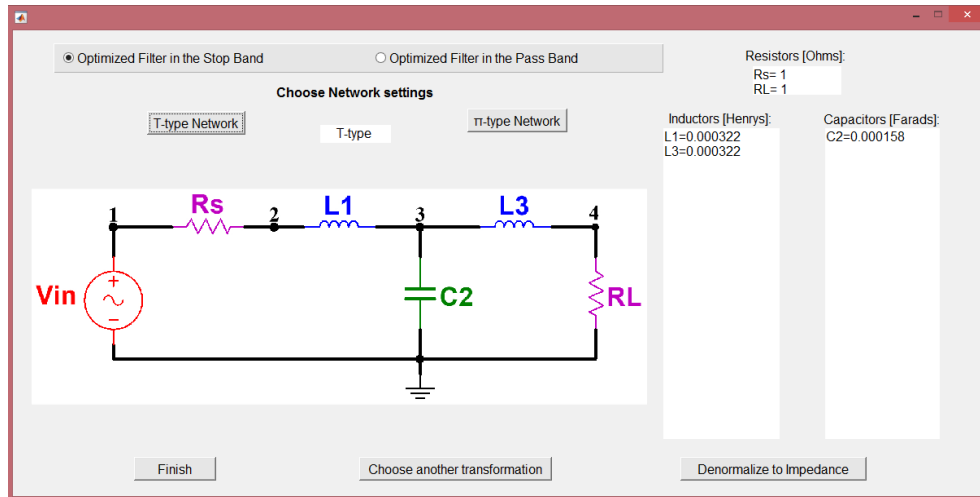 Optimized Filter in the Stop Band
Optimized Filter in the Pass Band
Choose Network settings
T-type Network
T-type
π-type Network
Resistors [Ohms]:
Rs= 1
RL= 1
Inductors [Henrys]:
L1=0.000322
L3=0.000322
Capacitors [Farads]:
C2=0.000158
1
Rs
2
L1
3
L3
4
Vin
+
C2
RL
Finish
Choose another transformation
Denormalize to Impedance